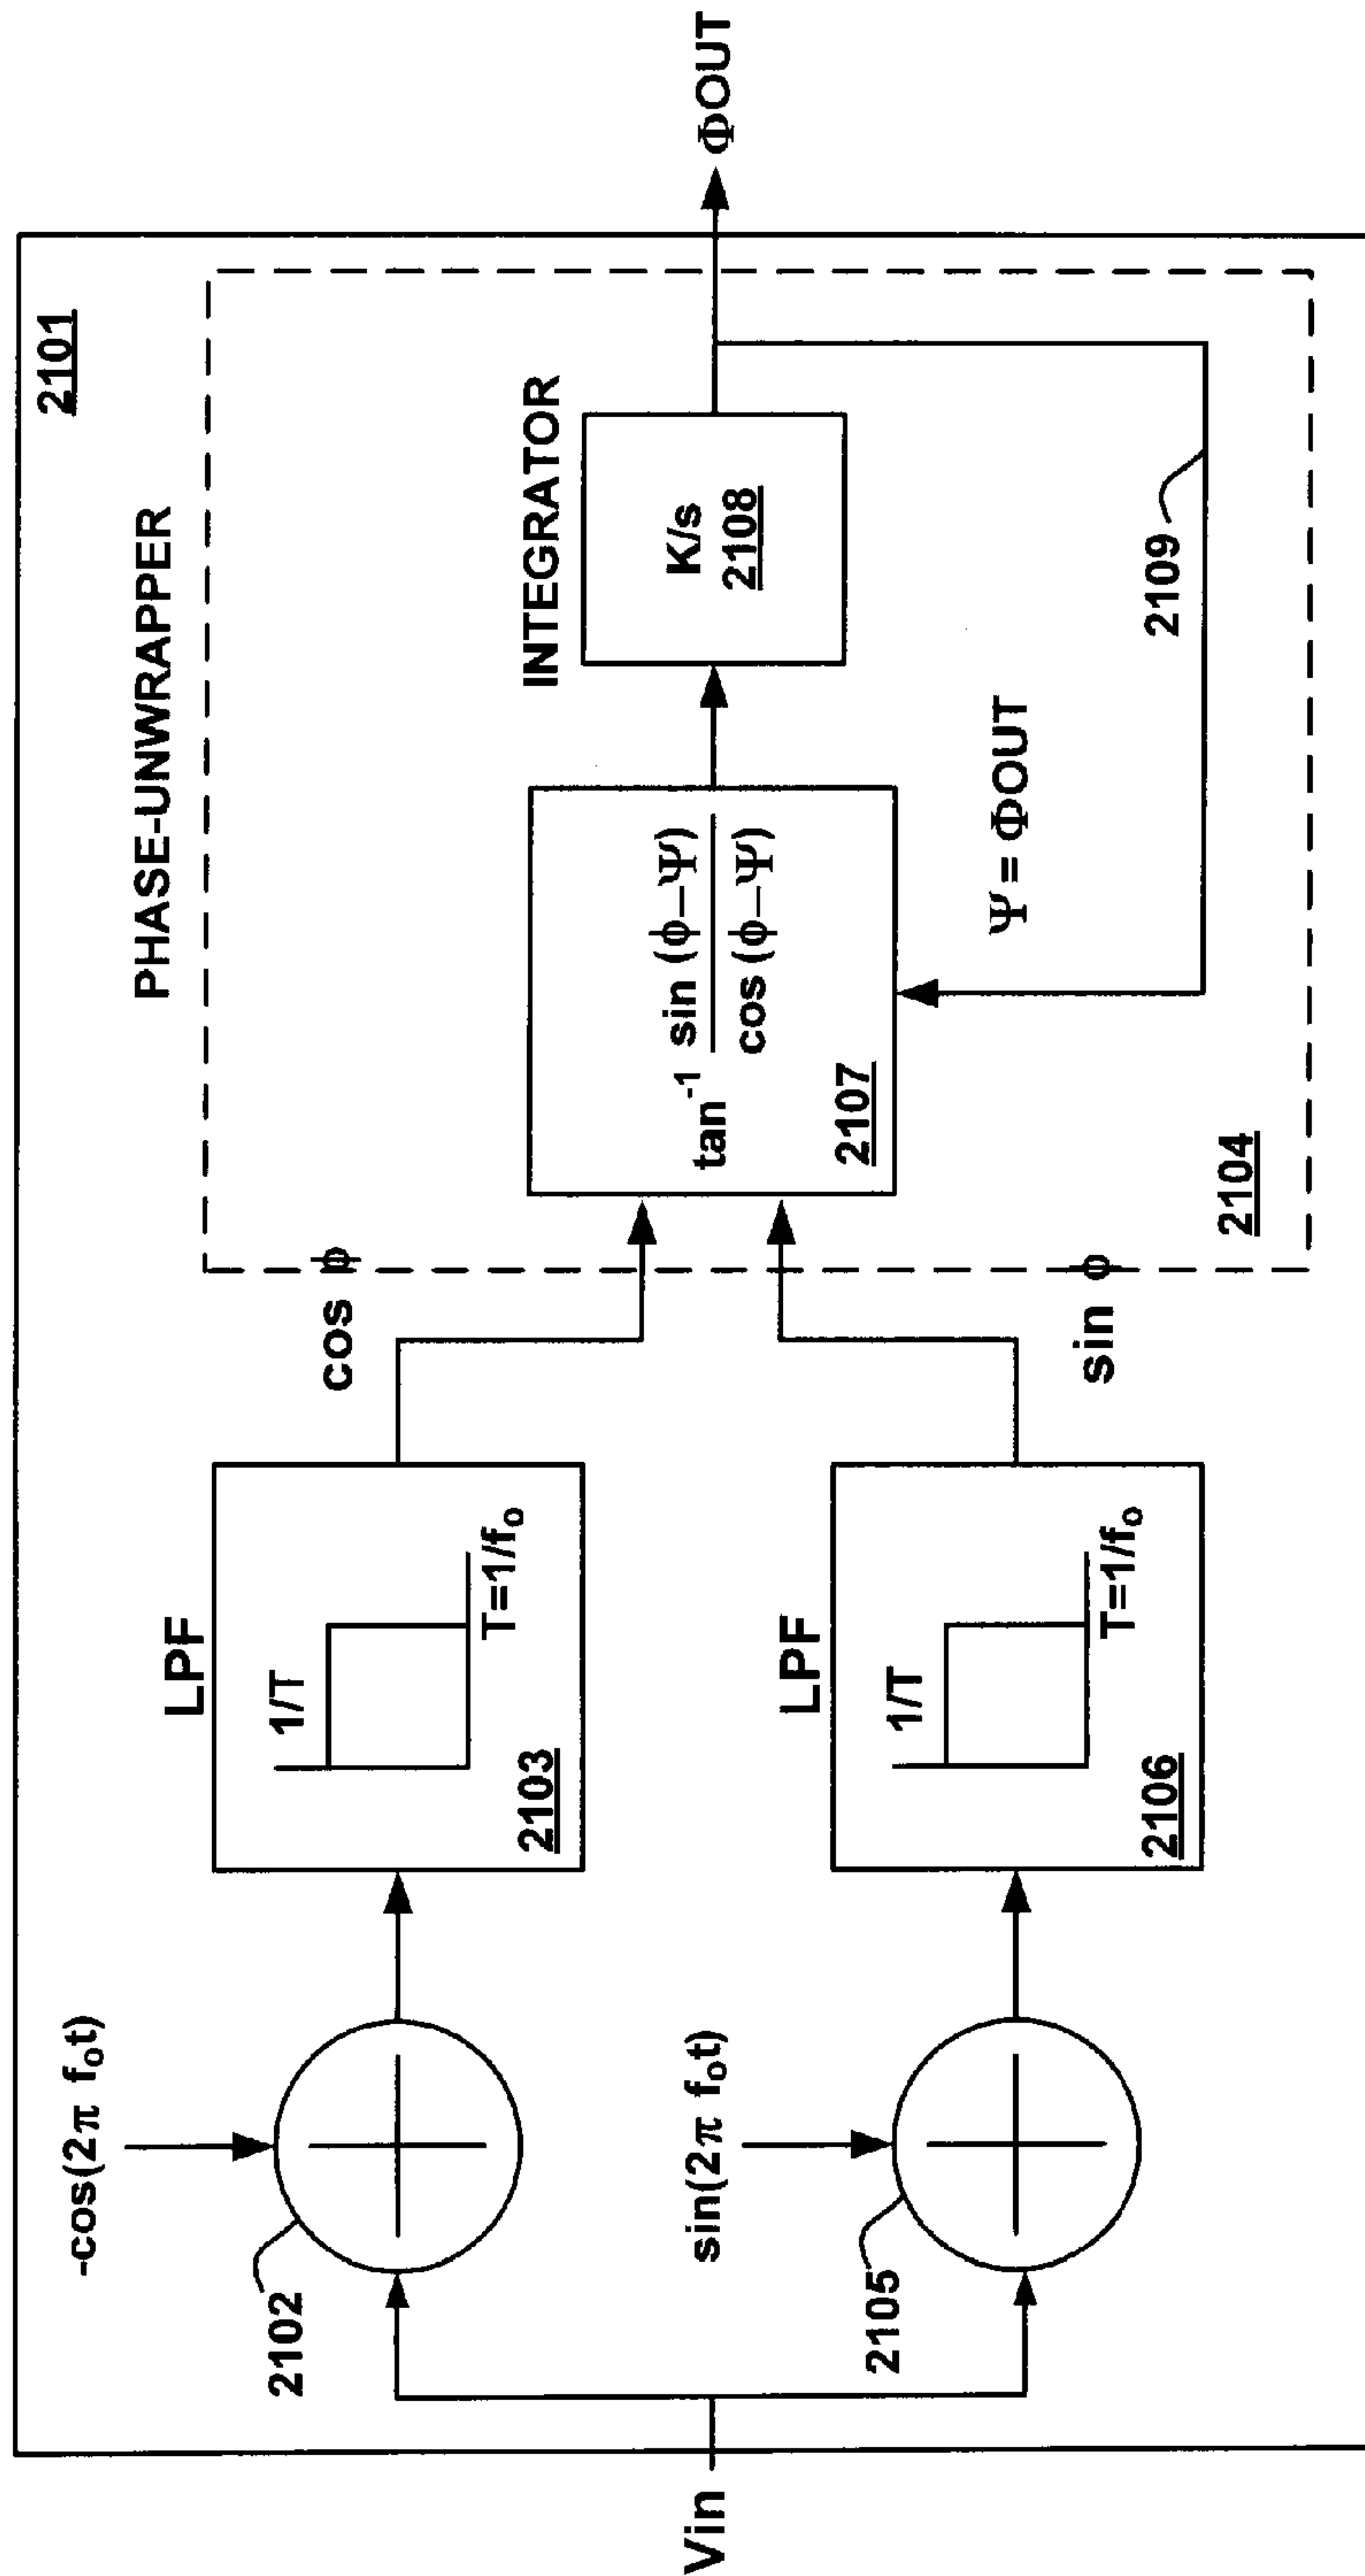 2101
PHASE-UNWRAPPER
-cos(2π fₒt)
2102
LPF
1/T
T=1/fₒ
2103
cos ϕ
INTEGRATOR
K/s
2108
Vin
tan⁻¹ sin (ϕ–Ψ)
cos (ϕ–Ψ)
2107
ΦOUT
sin(2π fₒt)
2105
LPF
1/T
T=1/fₒ
2106
sin ϕ
Ψ = ΦOUT
2109
2104